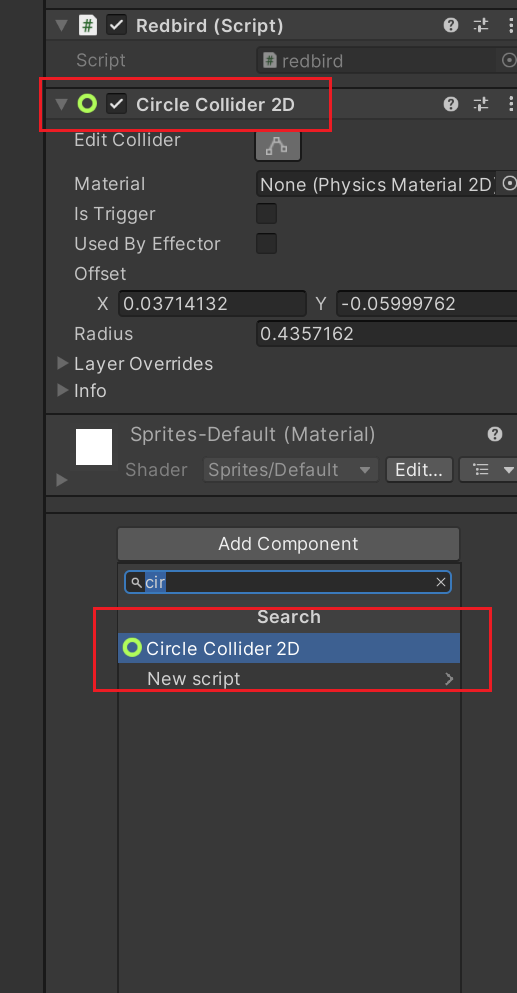 Redbird (Script)
Script redbird
Circle Collider 2D
Edit Collider
Material None (Physics Material 2D)
Is Trigger
Used By Effector
Offset
X 0.03714132 Y -0.05999762
Radius 0.4357162
Layer Overrides
Info
Sprites-Default (Material)
Shader Sprites/Default Edit...
Add Component
cir
Search
Circle Collider 2D
New script